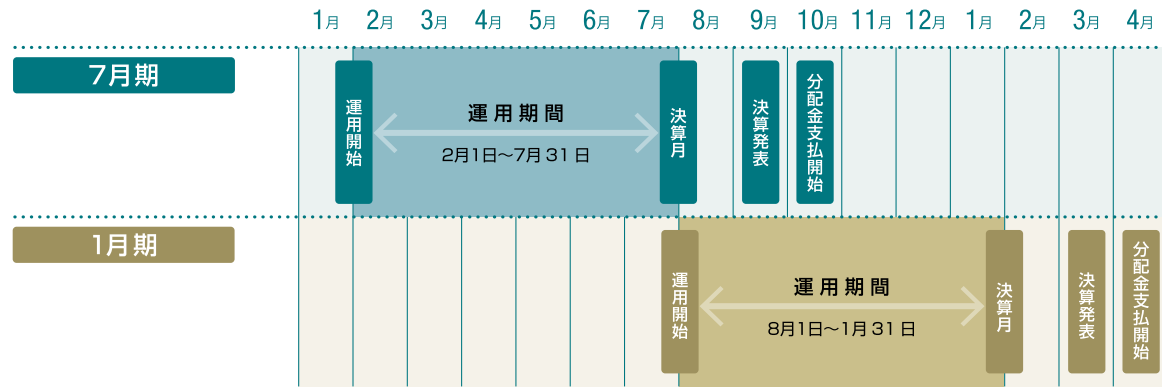 1月 2月 3月 4月 5月 6月 7月 8月 9月 10月 11月 12月 1月 2月 3月 4月
7月期
運用開始
運用期間
2月1日～7月31日
決算月
決算発表
分配金支払開始
1月期
運用開始
運用期間
8月1日～1月31日
決算月
決算発表
分配金支払開始